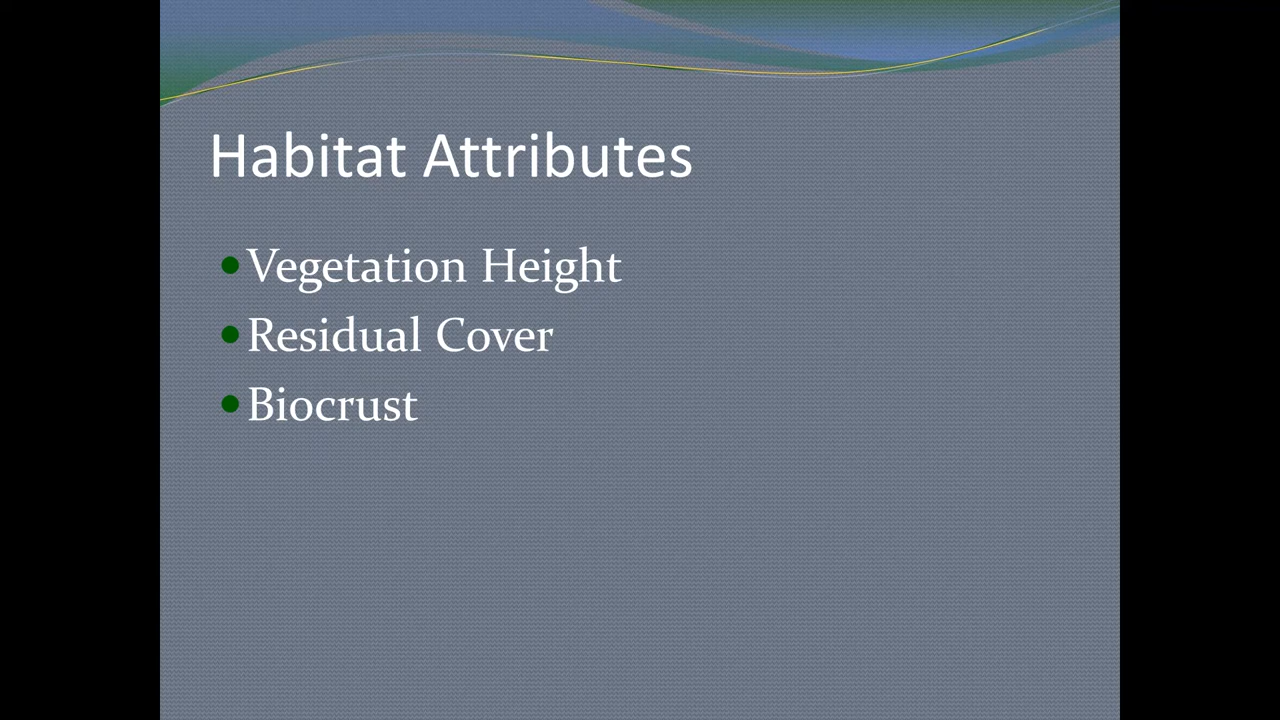 Habitat Attributes
Vegetation Height
Residual Cover
Biocrust